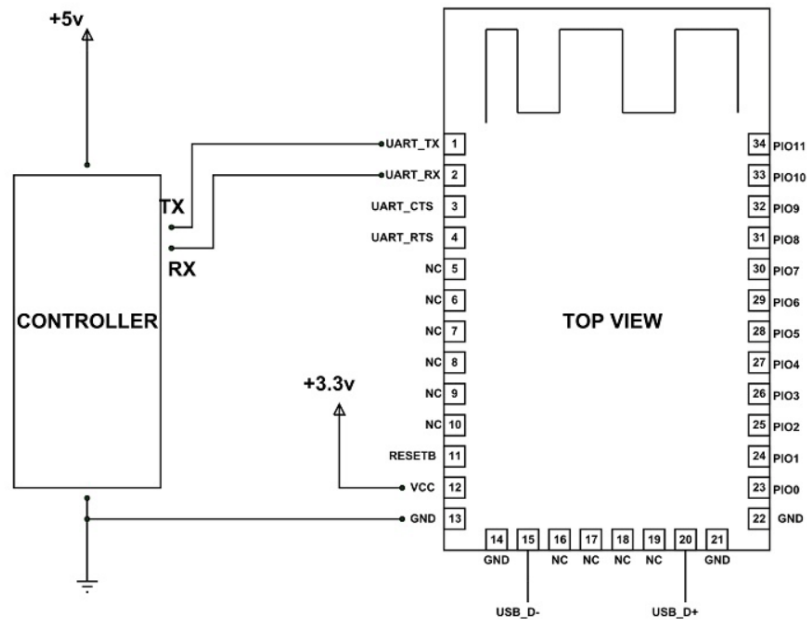 +5v
UART_TX 1 34 PIO11
UART_RX 2 33 PIO10
TX UART_CTS 3 32 PIO9
UART_RTS 4 31 PIO8
RX
NC 5 30 PIO7
NC 6 29 PIO6
CONTROLLER NC 7 TOP VIEW 28 PIO5
NC 8 27 PIO4
+3.3v NC 9 26 PIO3
NC 10 25 PIO2
RESETB 11 24 PIO1
VCC 12 23 PIO0
GND 13 22 GND
14 15 16 17 18 19 20 21
GND NC NC NC NC GND
USB_D- USB_D+